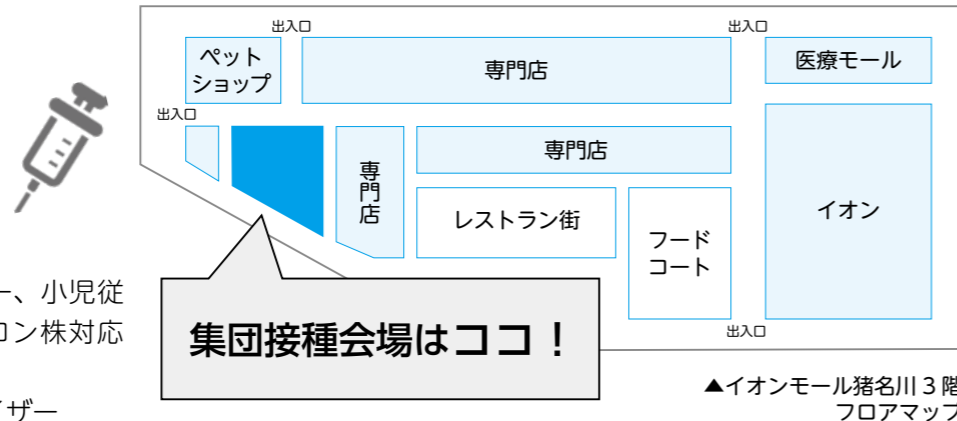 出入口
出入口
ペット
ショップ
専門店
医療モール
出入口
専門店
専門店
イオン
レストラン街
フード
コート
ー、小児従
ロン株対応
集団接種会場はココ！
出入口
▲イオンモール猪名川３階
フロアマップ
イザー